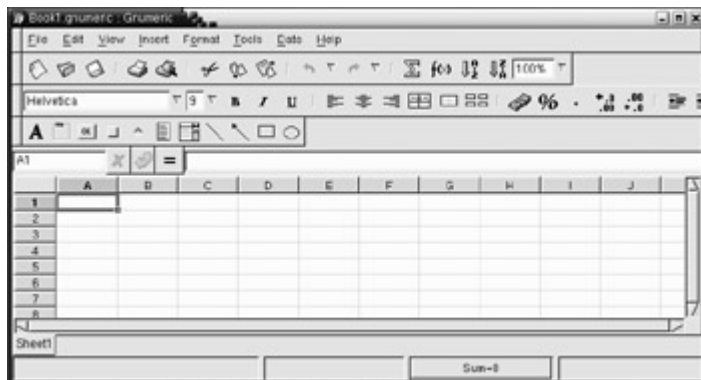 Book1.gnumeric : Gnumeric
File Edit View Insert Format Tools Data Help
f(x) 100%
Helvetica 9 B I U %
A ok
A1 =
A B C D E F G H I J
1
2
3
4
5
6
7
8
Sheet1
Sum=0